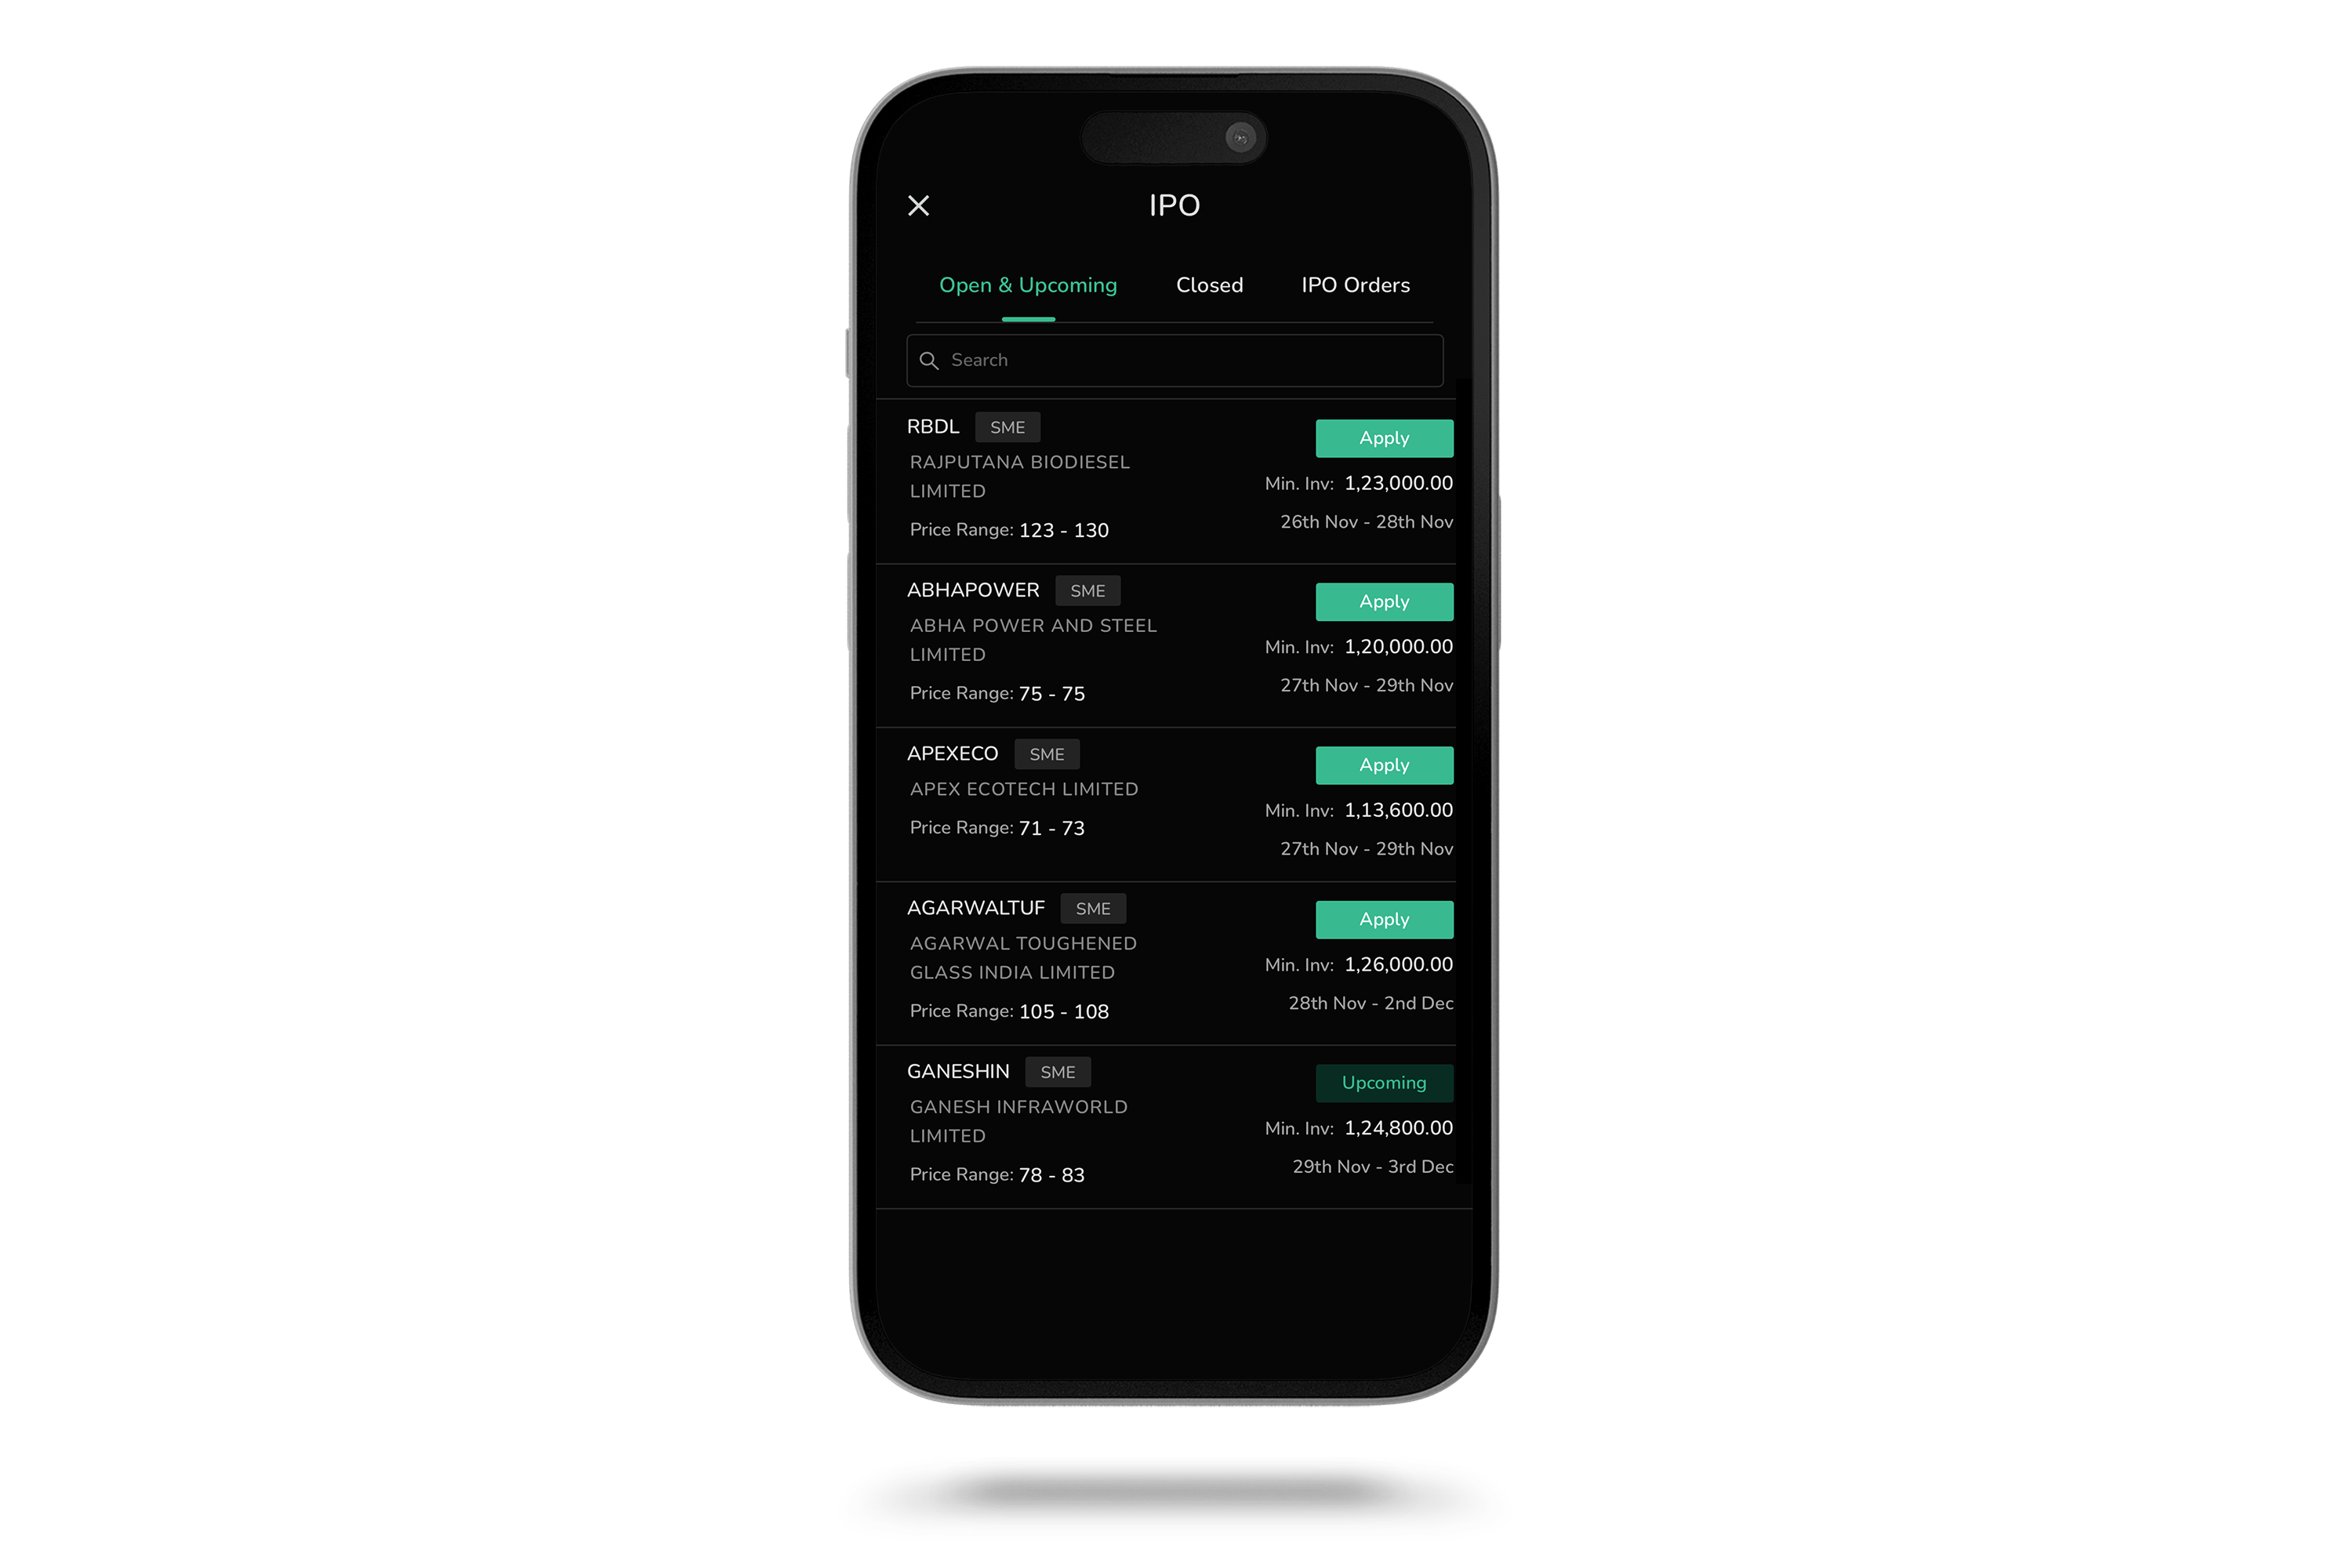 IPO
Open & Upcoming Closed IPO Orders
Search
RBDL SME Apply
RAJPUTANA BIODIESEL
LIMITED
Min. Inv: 1,23,000.00
Price Range: 123 - 130
26th Nov - 28th Nov
ABHAPOWER SME Apply
ABHA POWER AND STEEL
LIMITED
Min. Inv: 1,20,000.00
Price Range: 75 - 75
27th Nov - 29th Nov
APEXECO SME Apply
APEX ECOTECH LIMITED
Min. Inv: 1,13,600.00
Price Range: 71 - 73
27th Nov - 29th Nov
AGARWALTUF SME Apply
AGARWAL TOUGHENED
GLASS INDIA LIMITED
Min. Inv: 1,26,000.00
Price Range: 105 - 108
28th Nov - 2nd Dec
GANESHIN SME Upcoming
GANESH INFRAWORLD
LIMITED
Min. Inv: 1,24,800.00
Price Range: 78 - 83
29th Nov - 3rd Dec